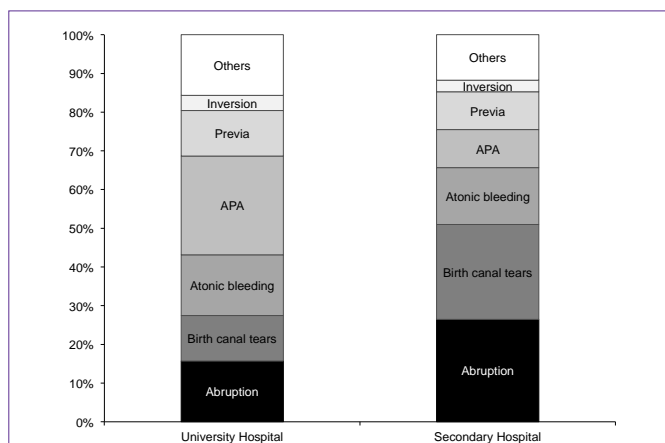 100%
90%
80%
70%
60%
50%
40%
30%
20%
10%
0%
Others
Inversion
Previa
APA
Atonic bleeding
Birth canal tears
Abruption
University Hospital
Others
Inversion
Previa
APA
Atonic bleeding
Birth canal tears
Abruption
Secondary Hospital